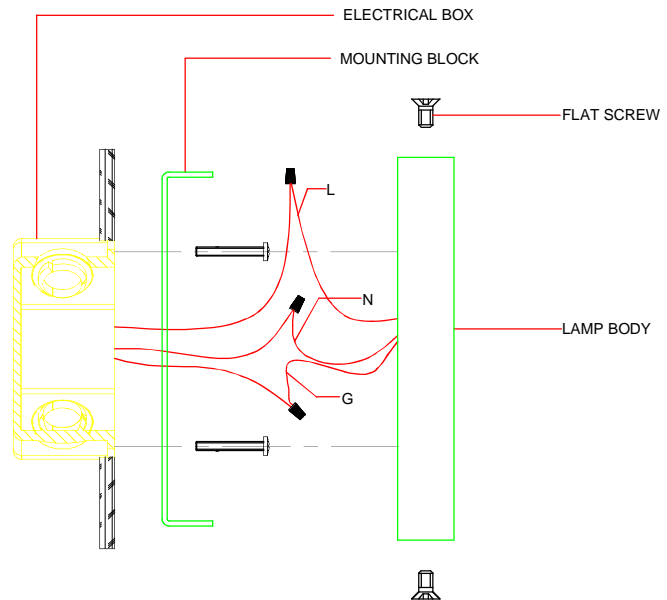 ELECTRICAL BOX
MOUNTING BLOCK
FLAT SCREW
L
N
LAMP BODY
G